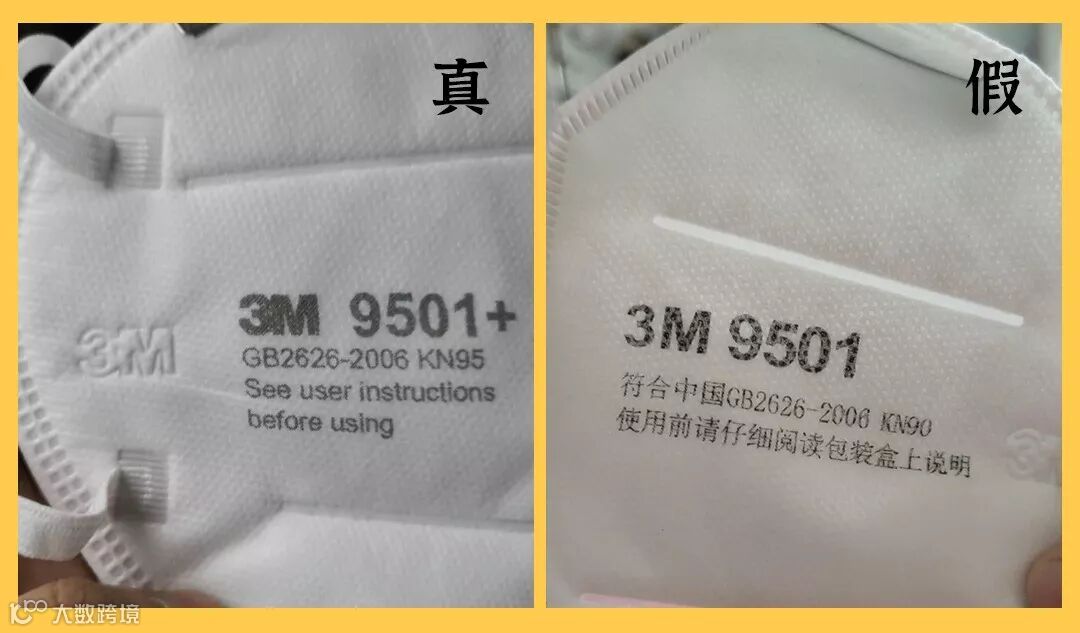 真
3M 9501+
GB2626-2006 KN95
See user instructions
before using
3M
假
3M 9501
符合中国GB2626-2006 KN90
使用前请仔细阅读包装盒上说明
3M
大数跨境